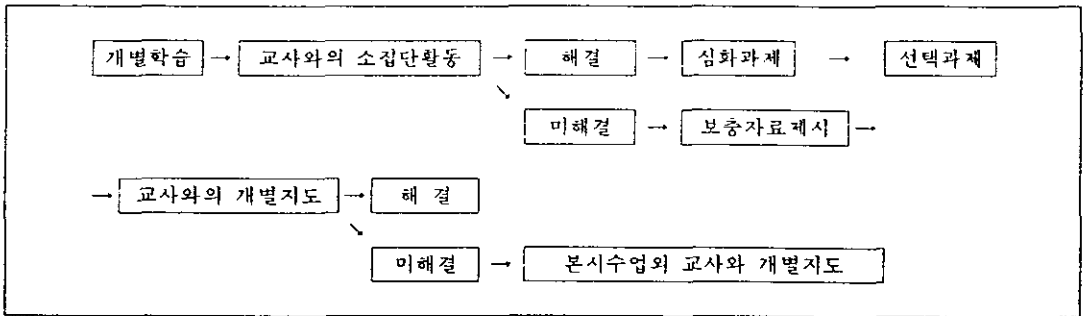 개별학습 → 교사와의 소집단활동 → 해결 → 심화과제 → 선택과재
↘ 미해결 → 보충자료제시 →
→ 교사와의 개별지도 → 해 결
↘ 미해결 → 본시수업외 교사와 개별지도